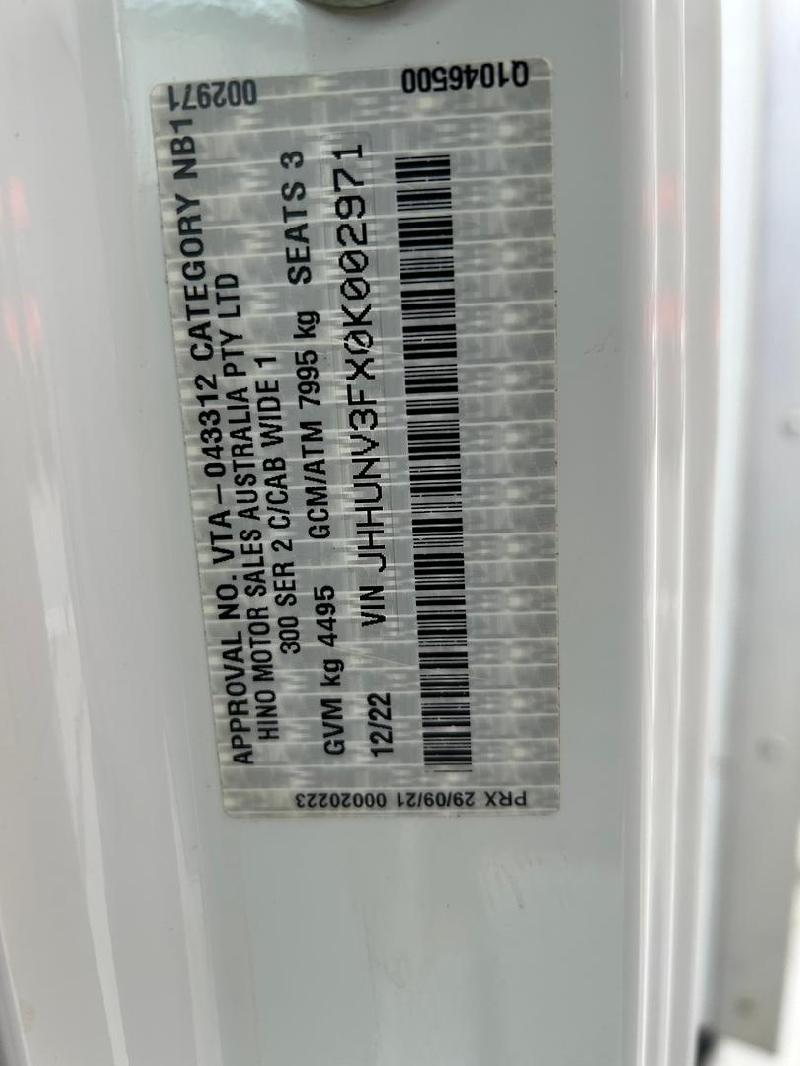 APPROVAL NO. VTA-043312 CATEGORY NB1
HINO MOTOR SALES AUSTRALIA PTY LTD
300 SER 2 C/CAB WIDE 1
GVM kg 4495 GCM/ATM 7995 kg SEATS 3
12/22 VIN JHHUNV3FX0K002971
002971
Q1046500
PRX 29/09/21 00020223